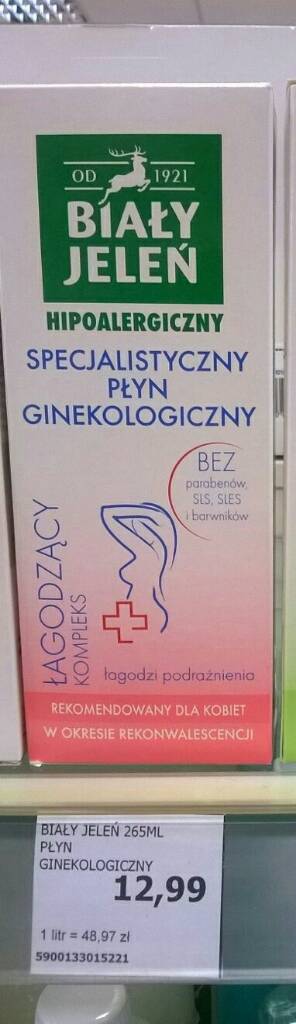 OD 1921
BIAŁY
JELEŃ
HIPOALERGICZNY
SPECJALISTYCZNY
PŁYN
GINEKOLOGICZNY
BEZ
parabenów,
SLS, SLES
i barwników
ŁAGODZĄCY
KOMPLEKS
łagodzi podrażnienia
REKOMENDOWANY DLA KOBIET
W OKRESIE REKONWALESCENCJI
BIAŁY JELEŃ 265ML
PŁYN
GINEKOLOGICZNY
12,99
1 litr = 48,97 zł
5900133015221